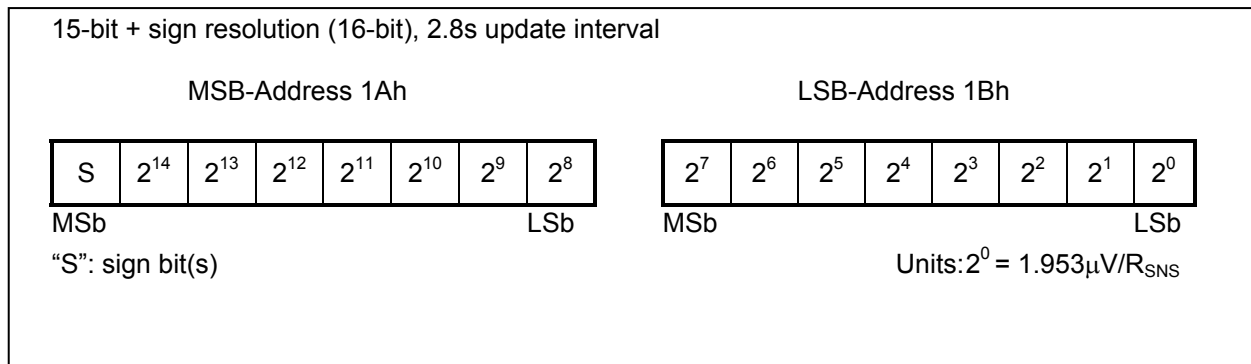 15-bit + sign resolution (16-bit), 2.8s update interval
MSB-Address 1Ah LSB-Address 1Bh
S 2^14 2^13 2^12 2^11 2^10 2^9 2^8 2^7 2^6 2^5 2^4 2^3 2^2 2^1 2^0
MSb LSb MSb LSb
“S”: sign bit(s) Units:2^0 = 1.953μV/R_SNS